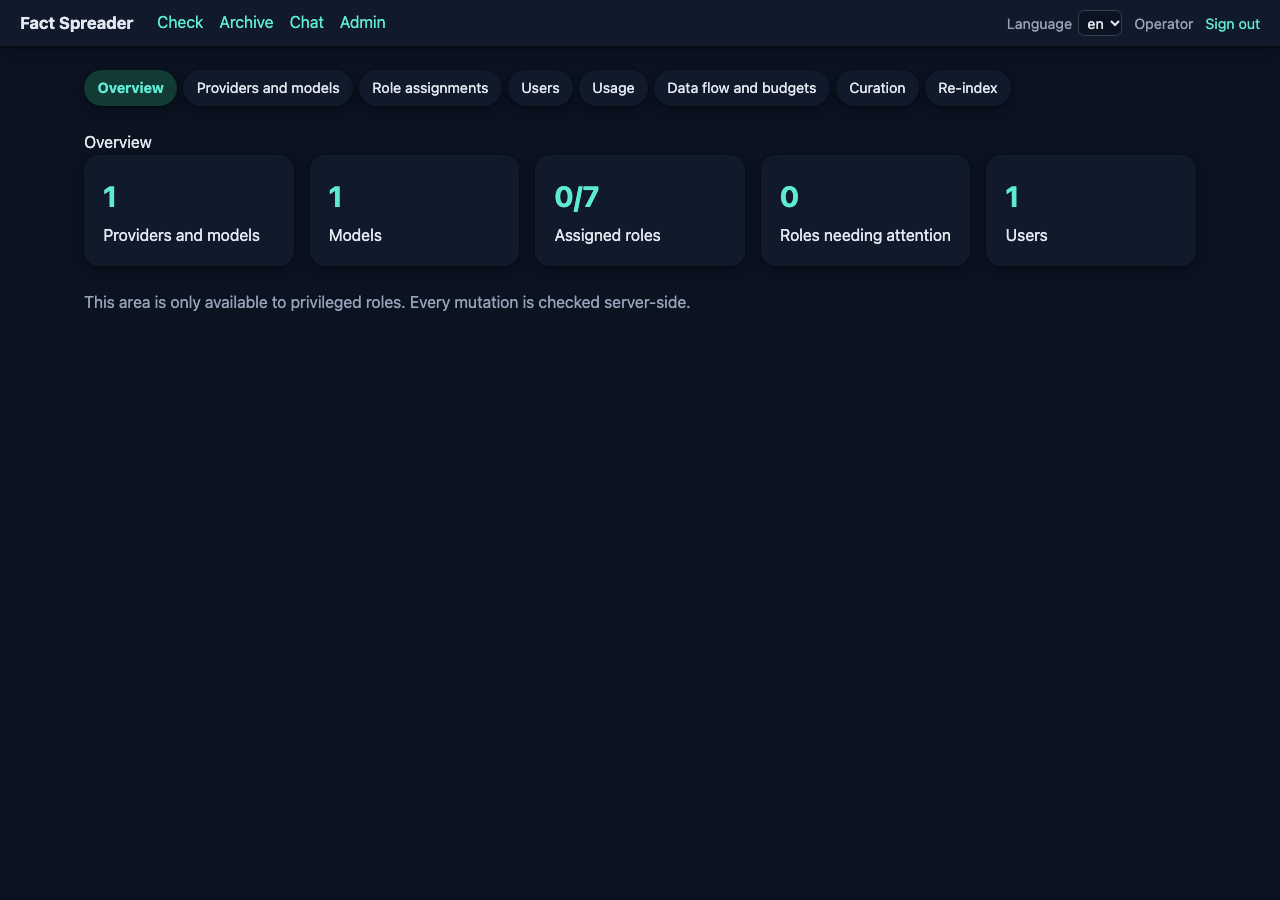 Fact Spreader Check Archive Chat Admin Language en Operator Sign out
Overview Providers and models Role assignments Users Usage Data flow and budgets Curation Re-index
Overview
1 1 0/7 0 1
Providers and models Models Assigned roles Roles needing attention Users
This area is only available to privileged roles. Every mutation is checked server-side.